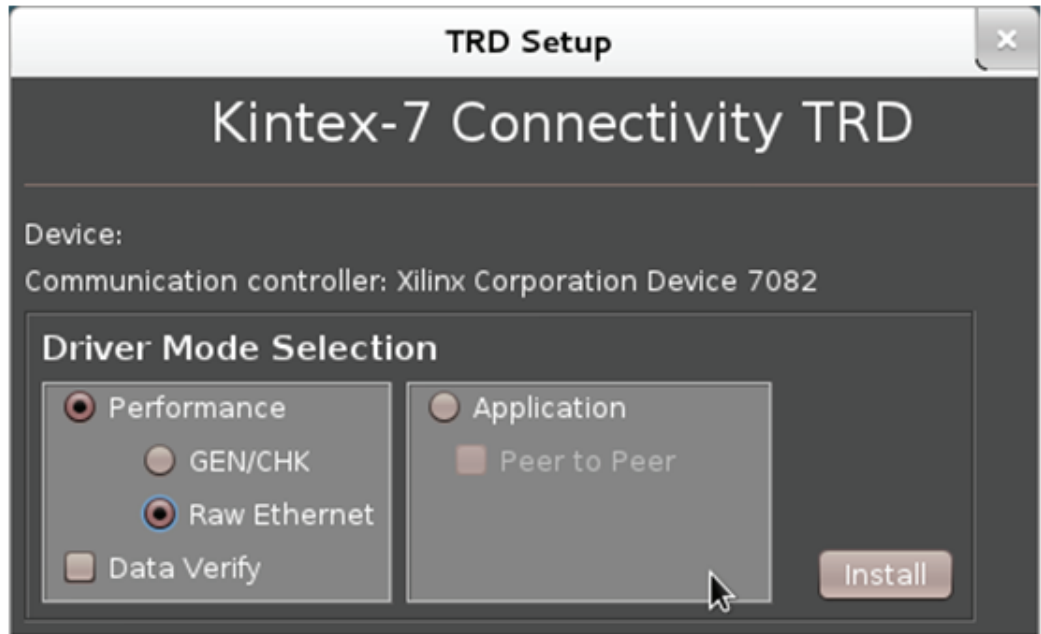 TRD Setup
Kintex-7 Connectivity TRD
Device:
Communication controller: Xilinx Corporation Device 7082
Driver Mode Selection
Performance
GEN/CHK
Raw Ethernet
Data Verify
Application
Peer to Peer
Install